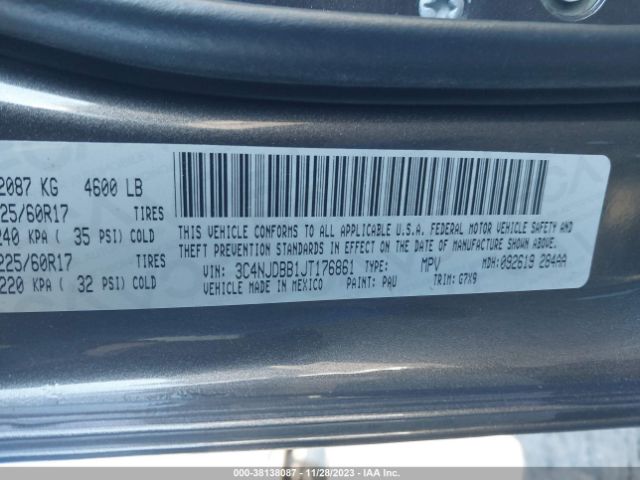 2087 KG 4600 LB
25/60R17 TIRES
240 KPA ( 35 PSI) COLD
225/60R17 TIRES
220 KPA ( 32 PSI) COLD
THIS VEHICLE CONFORMS TO ALL APPLICABLE U.S.A. FEDERAL MOTOR VEHICLE SAFETY AND
THEFT PREVENTION STANDARDS IN EFFECT ON THE DATE OF MANUFACTURE SHOWN ABOVE.
VIN: 3C4NJDBB1JT176861 TYPE: MPV MDH: 092619 284AA
VEHICLE MADE IN MEXICO PAINT: PAU TRIM: G7X9
000-38138087 - 11/28/2023 - IAA Inc.